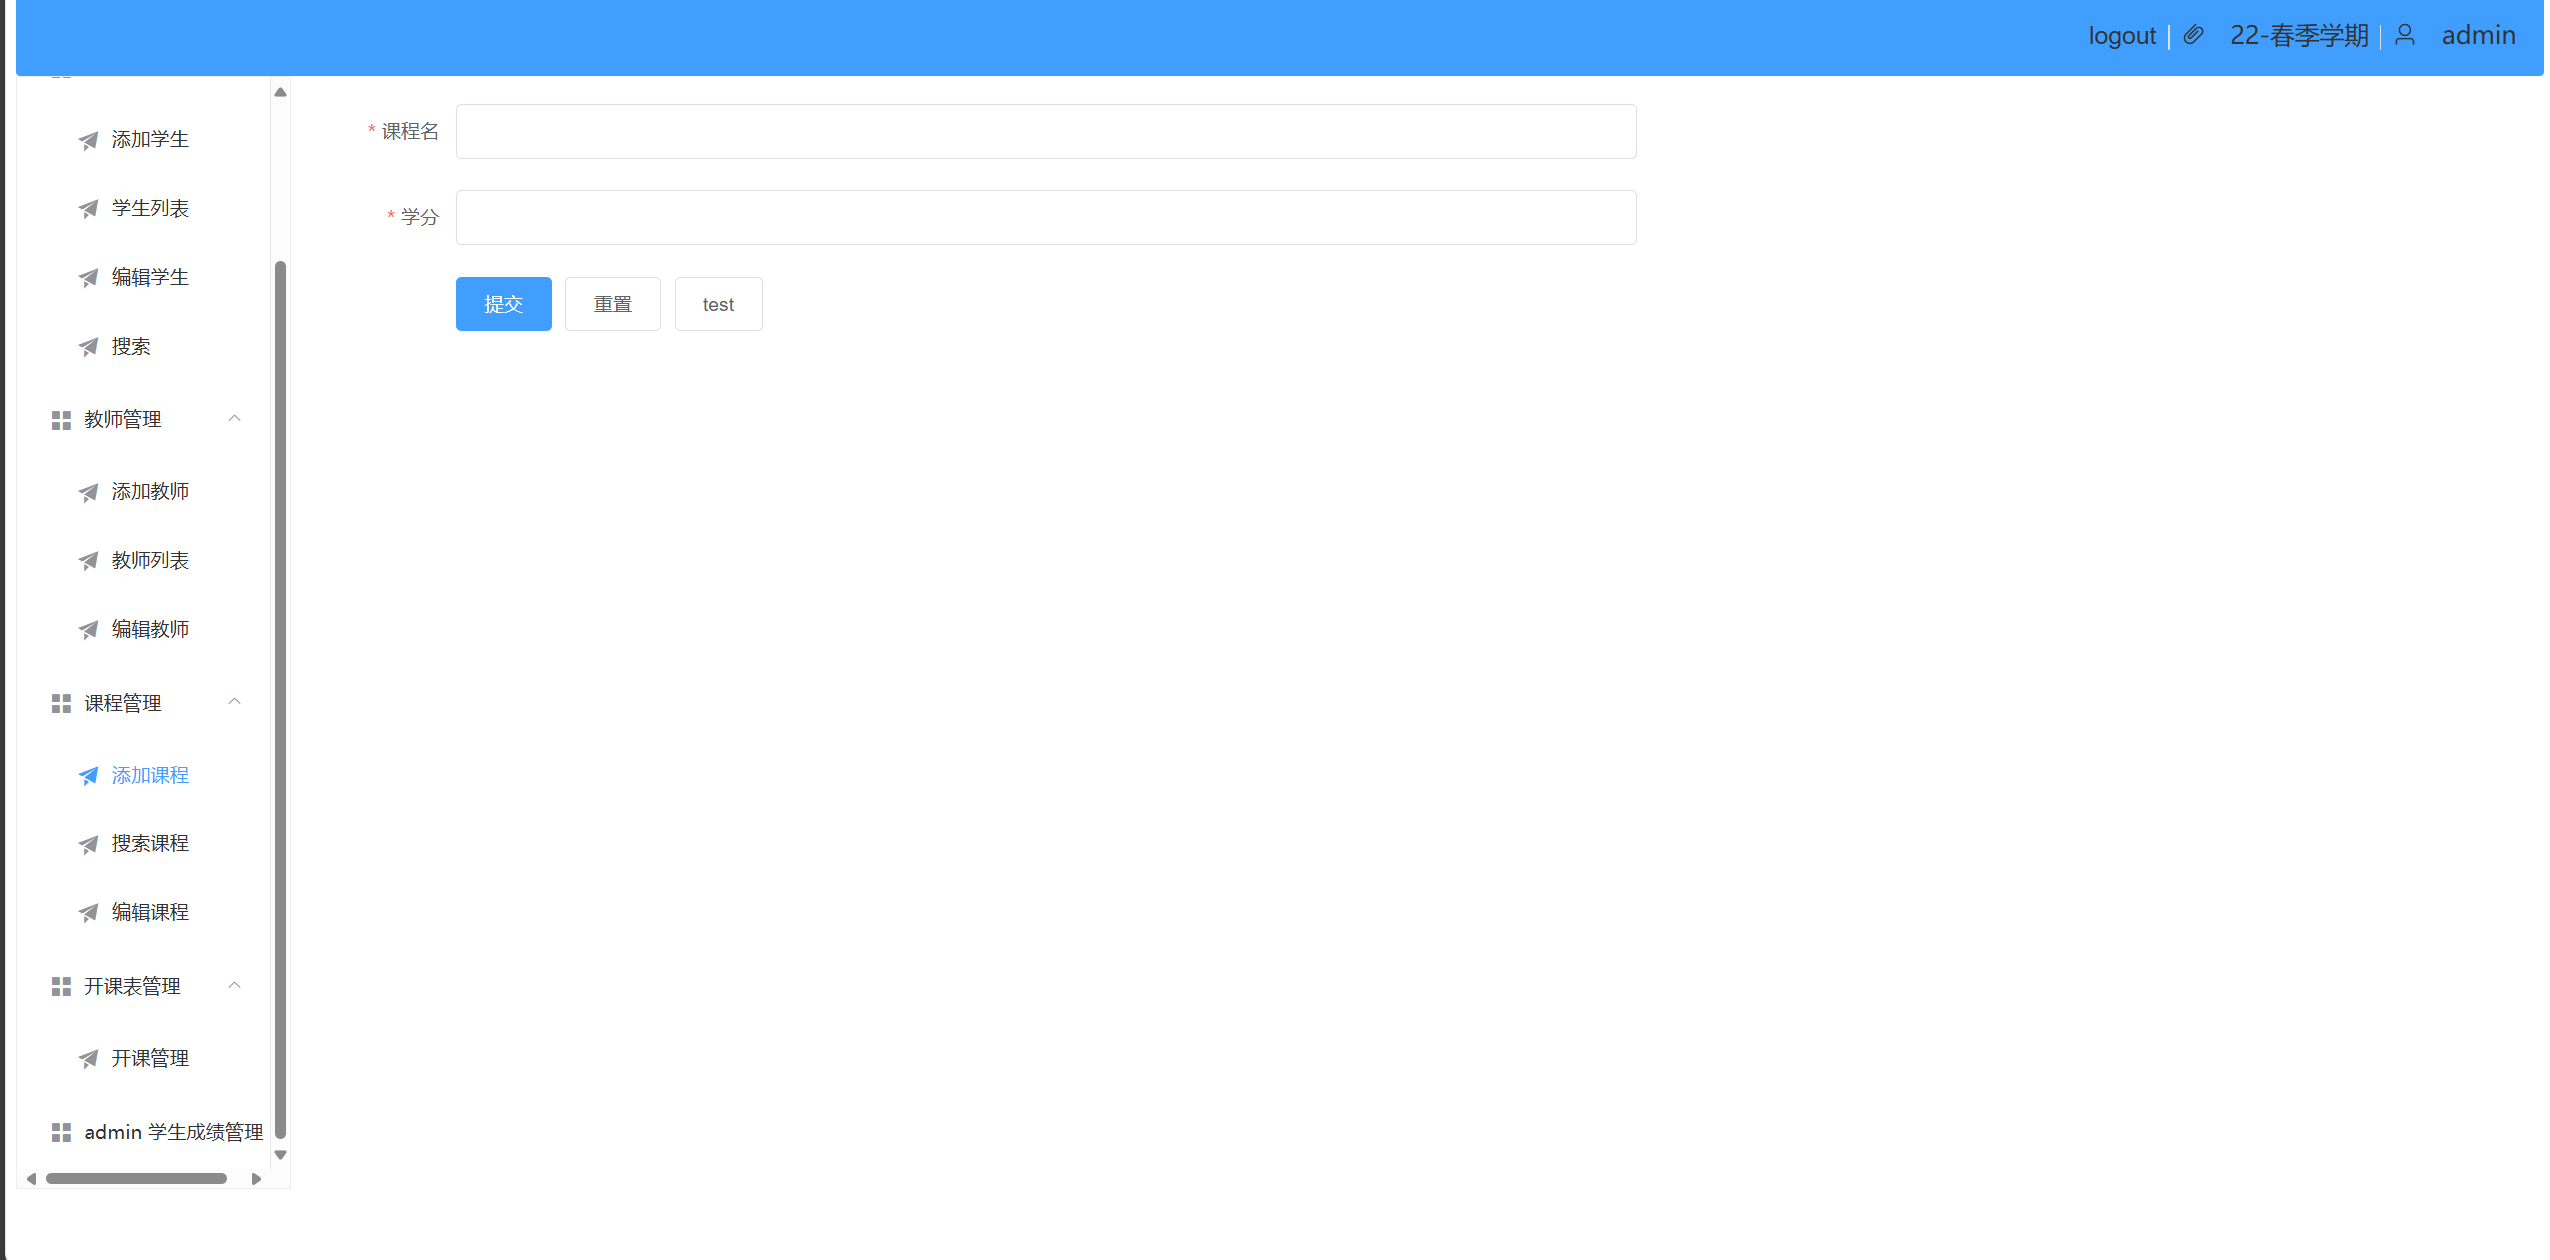 logout | 22-春季学期 | admin
添加学生
学生列表
编辑学生
搜索
教师管理
添加教师
教师列表
编辑教师
课程管理
添加课程
搜索课程
编辑课程
开课表管理
开课管理
admin 学生成绩管理
* 课程名
* 学分
提交 重置 test